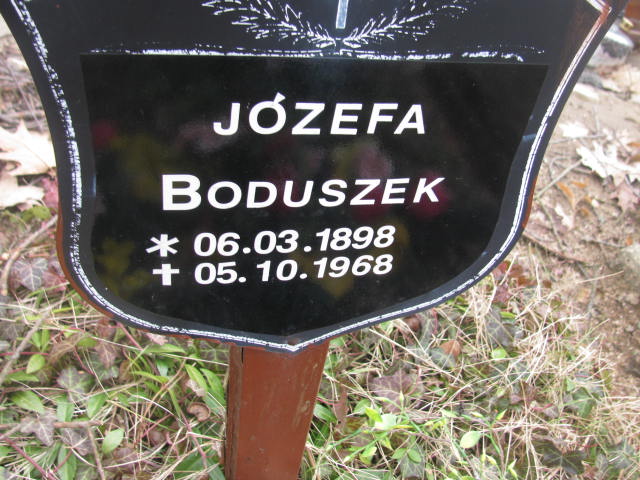 JÓZEFA
BODUSZEK
* 06.03.1898
✝ 05.10.1968